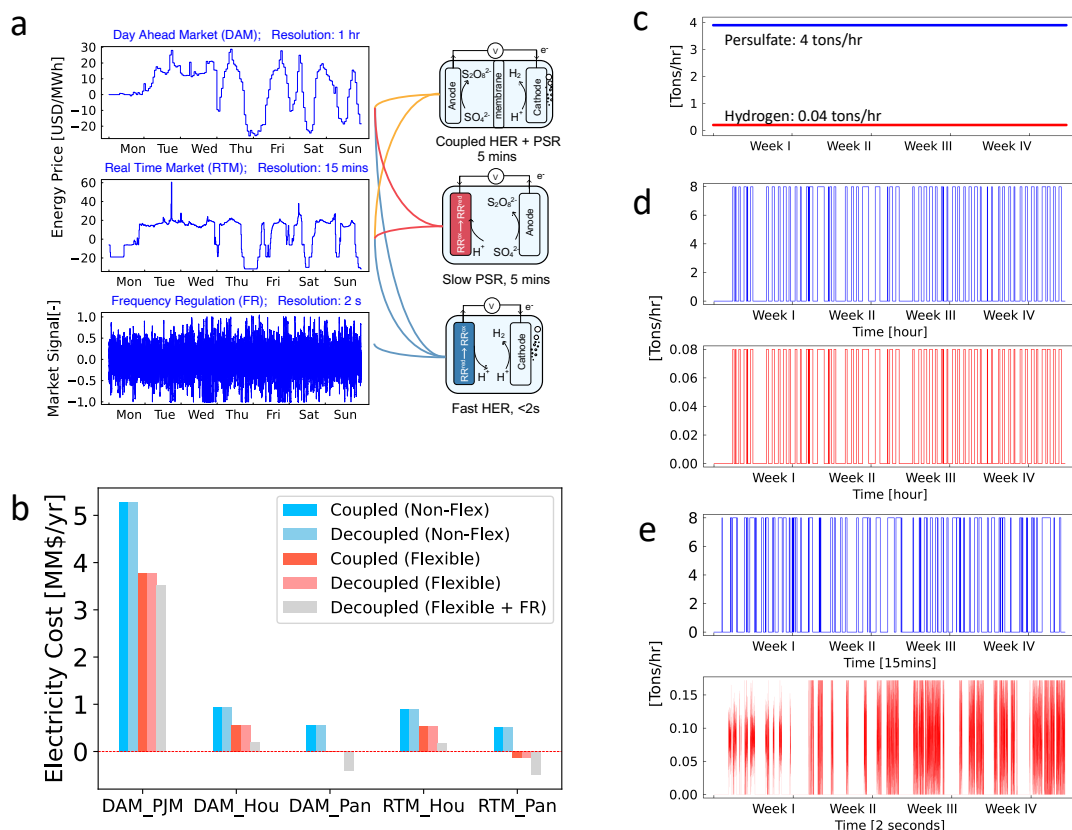 a
Day Ahead Market (DAM); Resolution: 1 hr
Energy Price [USD/MWh]
30
20
10
0
−10
−20
Mon Tue Wed Thu Fri Sat Sun
Real Time Market (RTM); Resolution: 15 mins
60
40
20
0
−20
Mon Tue Wed Thu Fri Sat Sun
Frequency Regulation (FR); Resolution: 2 s
Market Signal[-]
1.0
0.5
0.0
−0.5
−1.0
Mon Tue Wed Thu Fri Sat Sun
V
e-
Anode
S₂O₈²⁻
SO₄²⁻
membrane
H₂
H⁺
Cathode
Coupled HER + PSR
5 mins
V
e-
RRᵒˣ→RRʳᵉᵈ
H⁺
S₂O₈²⁻
SO₄²⁻
Anode
Slow PSR, 5 mins
V
e-
RRʳᵉᵈ→RRᵒˣ
H₂
H⁺ H⁺
Cathode
Fast HER, <2s
b
Electricity Cost [MM$/yr]
5
4
3
2
1
0
Coupled (Non-Flex)
Decoupled (Non-Flex)
Coupled (Flexible)
Decoupled (Flexible)
Decoupled (Flexible + FR)
DAM_PJM DAM_Hou DAM_Pan RTM_Hou RTM_Pan
c
[Tons/hr]
4
3
2
1
0
Persulfate: 4 tons/hr
Hydrogen: 0.04 tons/hr
Week I Week II Week III Week IV
d
[Tons/hr]
8
6
4
2
0
Week I Week II Week III Week IV
Time [hour]
0.08
0.06
0.04
0.02
0.00
Week I Week II Week III Week IV
Time [hour]
e
[Tons/hr]
8
6
4
2
0
Week I Week II Week III Week IV
Time [15mins]
0.15
0.10
0.05
0.00
Week I Week II Week III Week IV
Time [2 seconds]